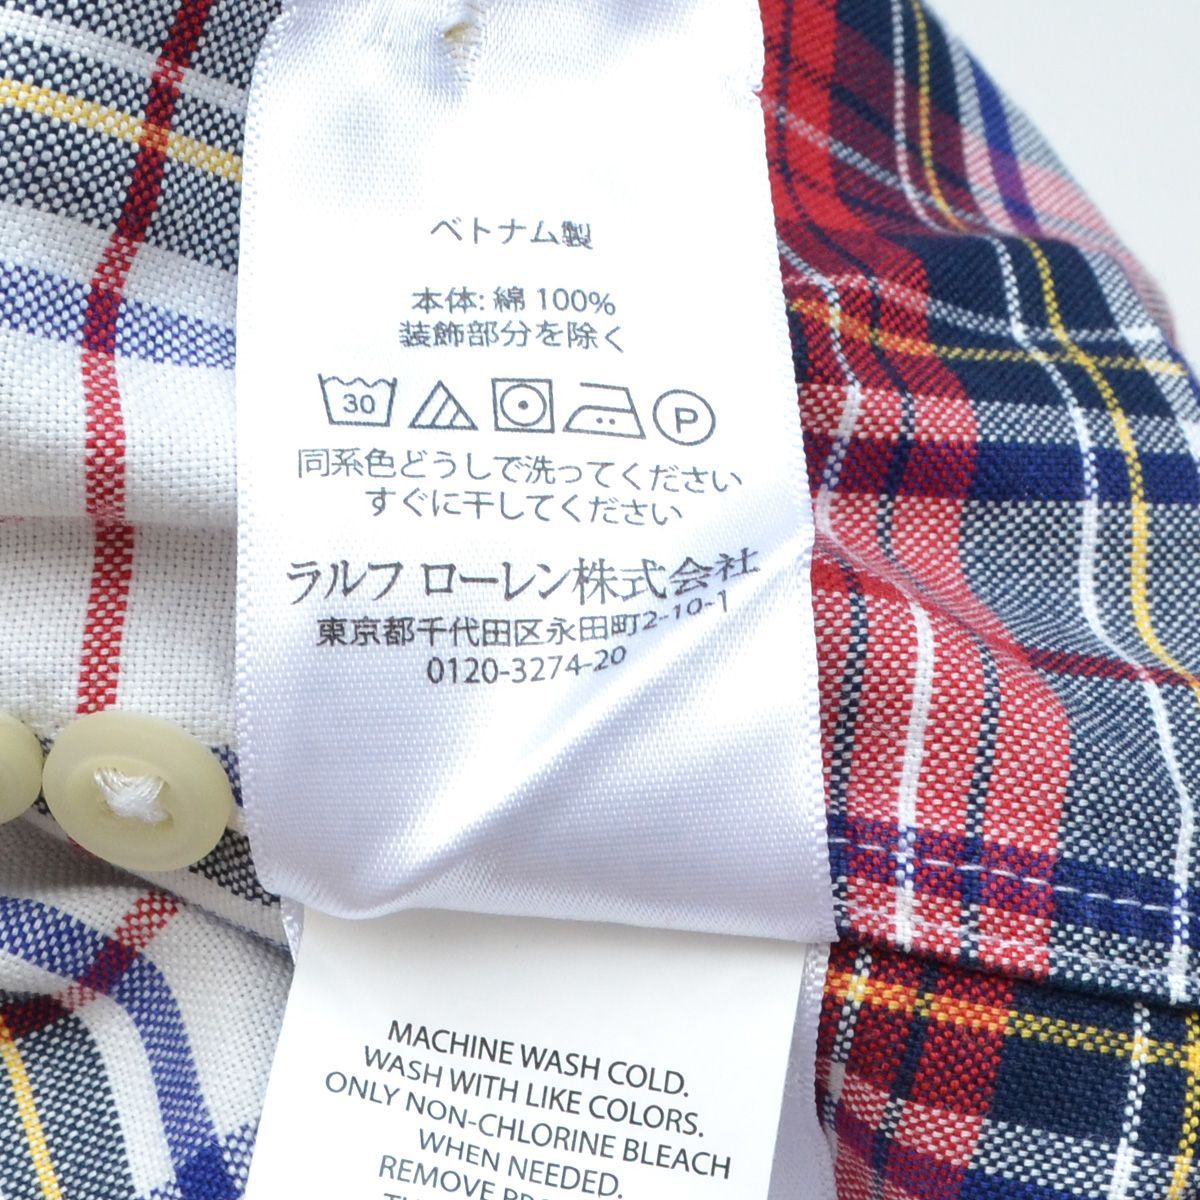 ベトナム製
本体: 綿 100%
装飾部分を除く
30 P
同系色どうしで洗ってください
すぐに干してください
ラルフ ローレン株式会社
東京都千代田区永田町2-10-1
0120-3274-20
MACHINE WASH COLD.
WASH WITH LIKE COLORS.
ONLY NON-CHLORINE BLEACH
WHEN NEEDED.
REMOVE